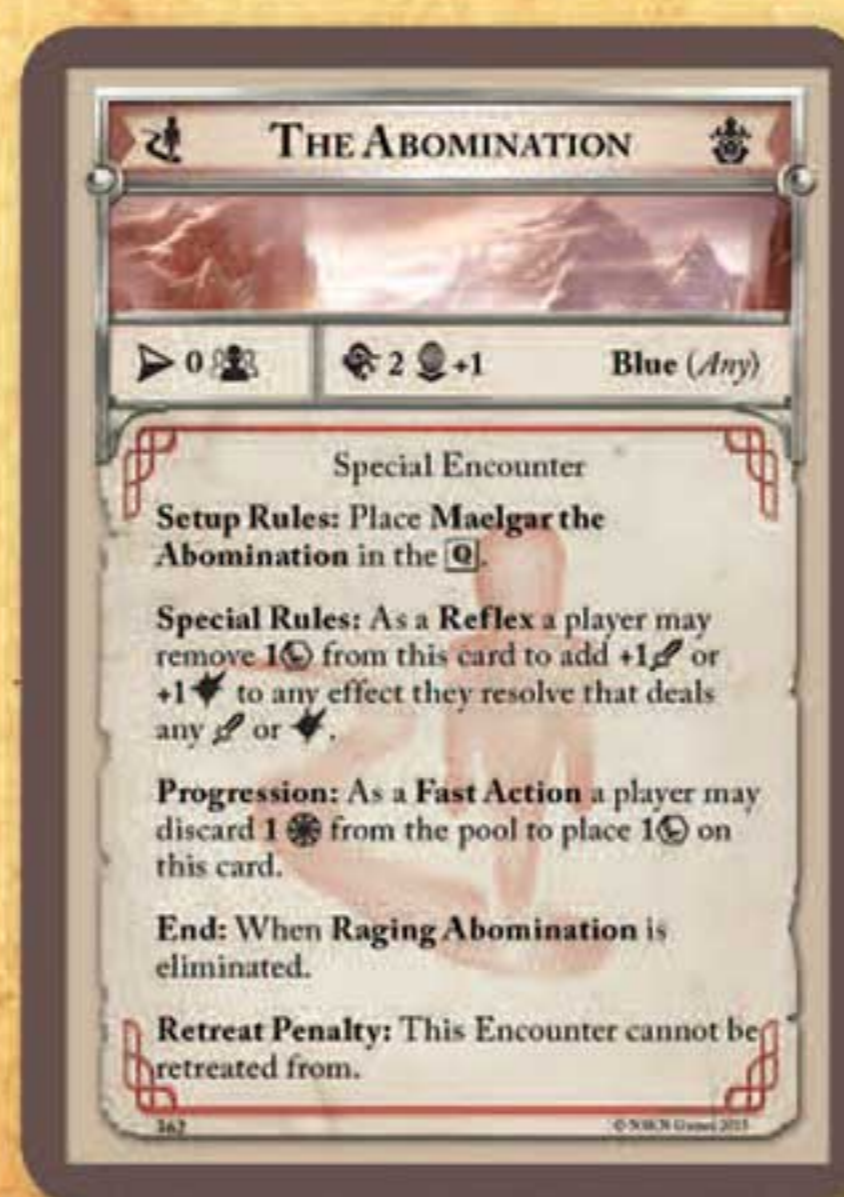 THE ABOMINATION
0
2 +1 Blue (Any)
Special Encounter
Setup Rules: Place Maelgar the
Abomination in the Q.
Special Rules: As a Reflex a player may
remove 1 from this card to add +1 or
+1 to any effect they resolve that deals
any or .
Progression: As a Fast Action a player may
discard 1 from the pool to place 1 on
this card.
End: When Raging Abomination is
eliminated.
Retreat Penalty: This Encounter cannot be
retreated from.
Games